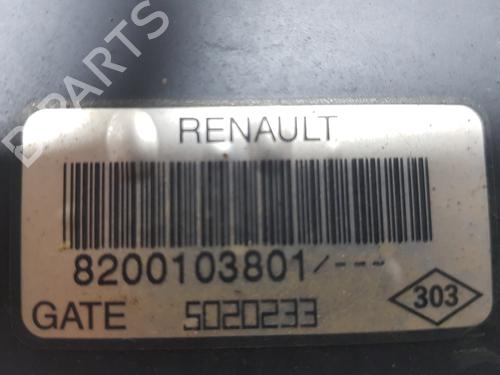 B-PARTS
RENAULT
8200103801/---
GATE 5020233
303